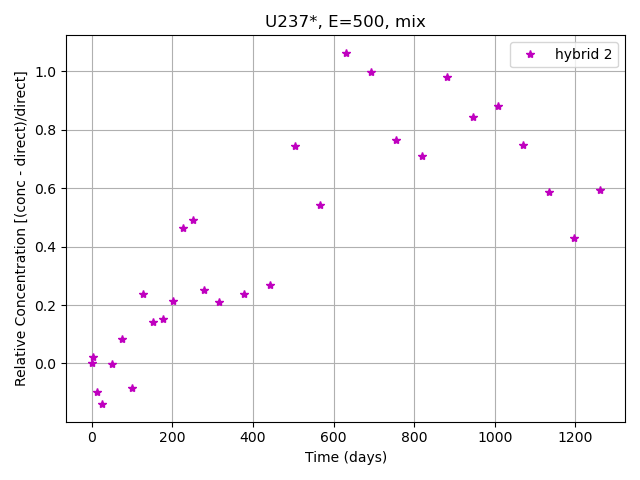 U237*, E=500, mix
hybrid 2
Relative Concentration [(conc - direct)/direct]
1.0
0.8
0.6
0.4
0.2
0.0
0 200 400 600 800 1000 1200
Time (days)